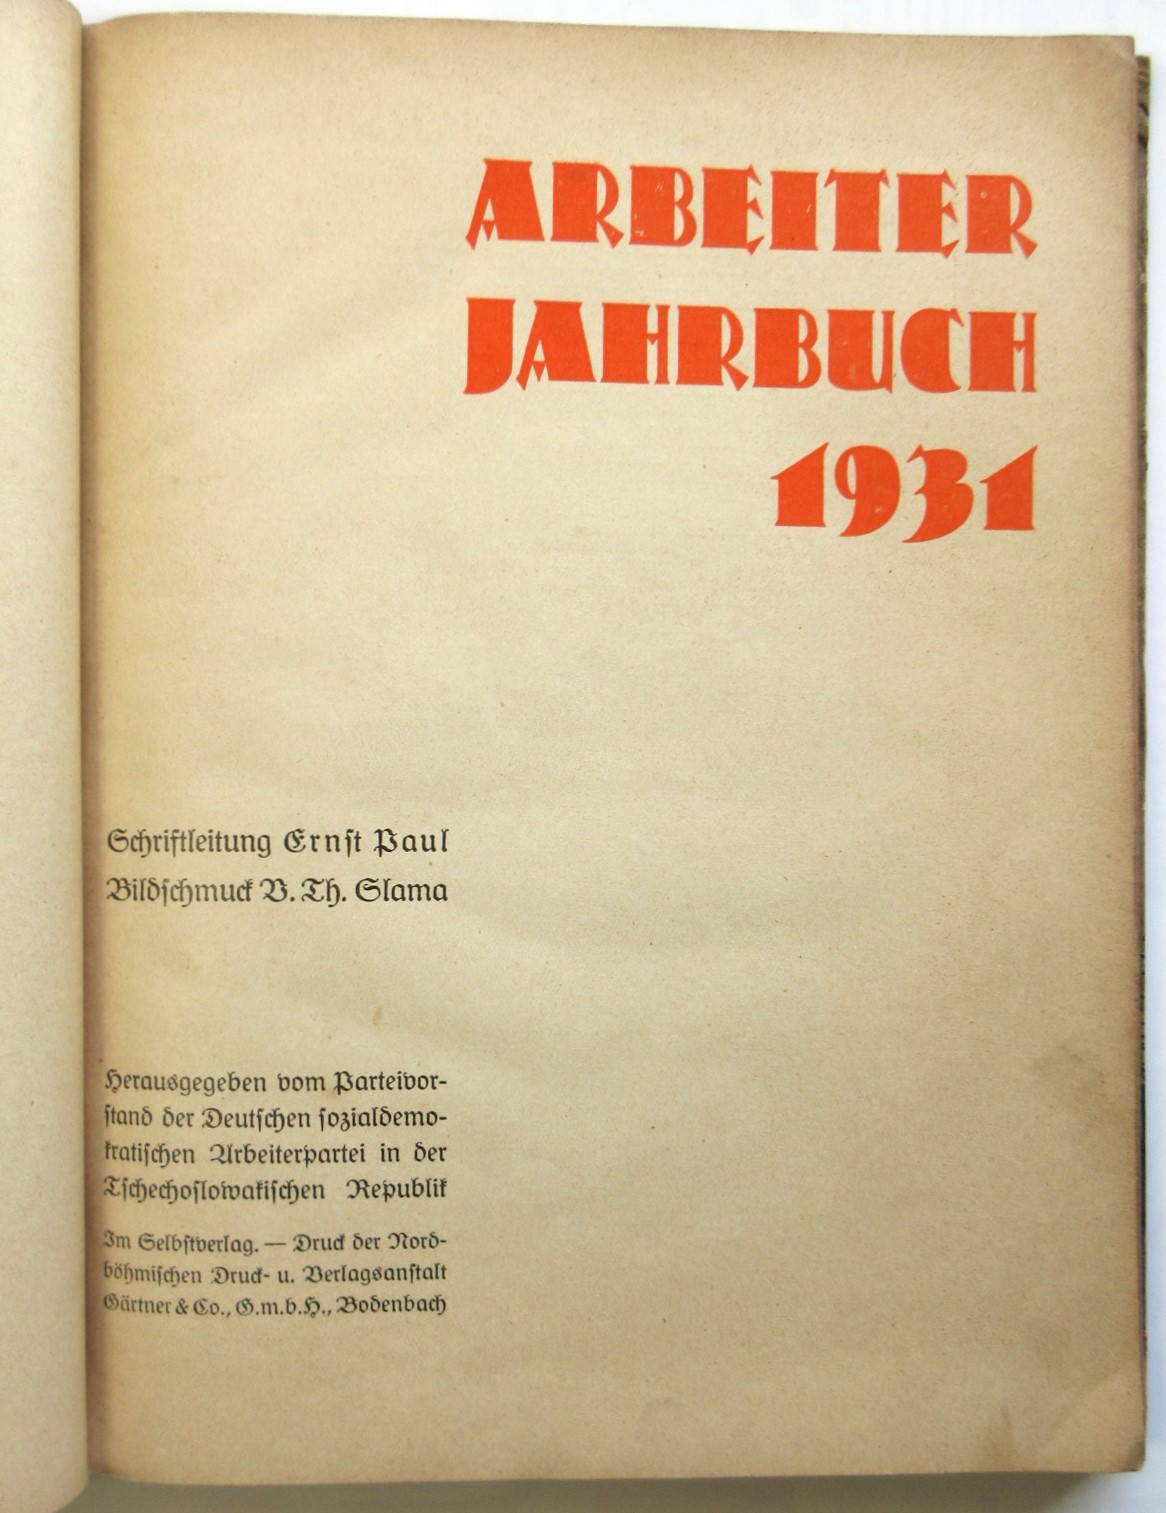 ARBEITER
JAHRBUCH
1931
Schriftleitung Ernſt Paul
Bildſchmuck V. Th. Slama
Herausgegeben vom Parteivor-
ſtand der Deutſchen ſozialdemo-
kratiſchen Arbeiterpartei in der
Tſchechoſlowakiſchen Republik
Im Selbſtverlag. — Druck der Nord-
böhmiſchen Druck- u. Verlagsanſtalt
Gärtner & Co., G.m.b.H., Bodenbach